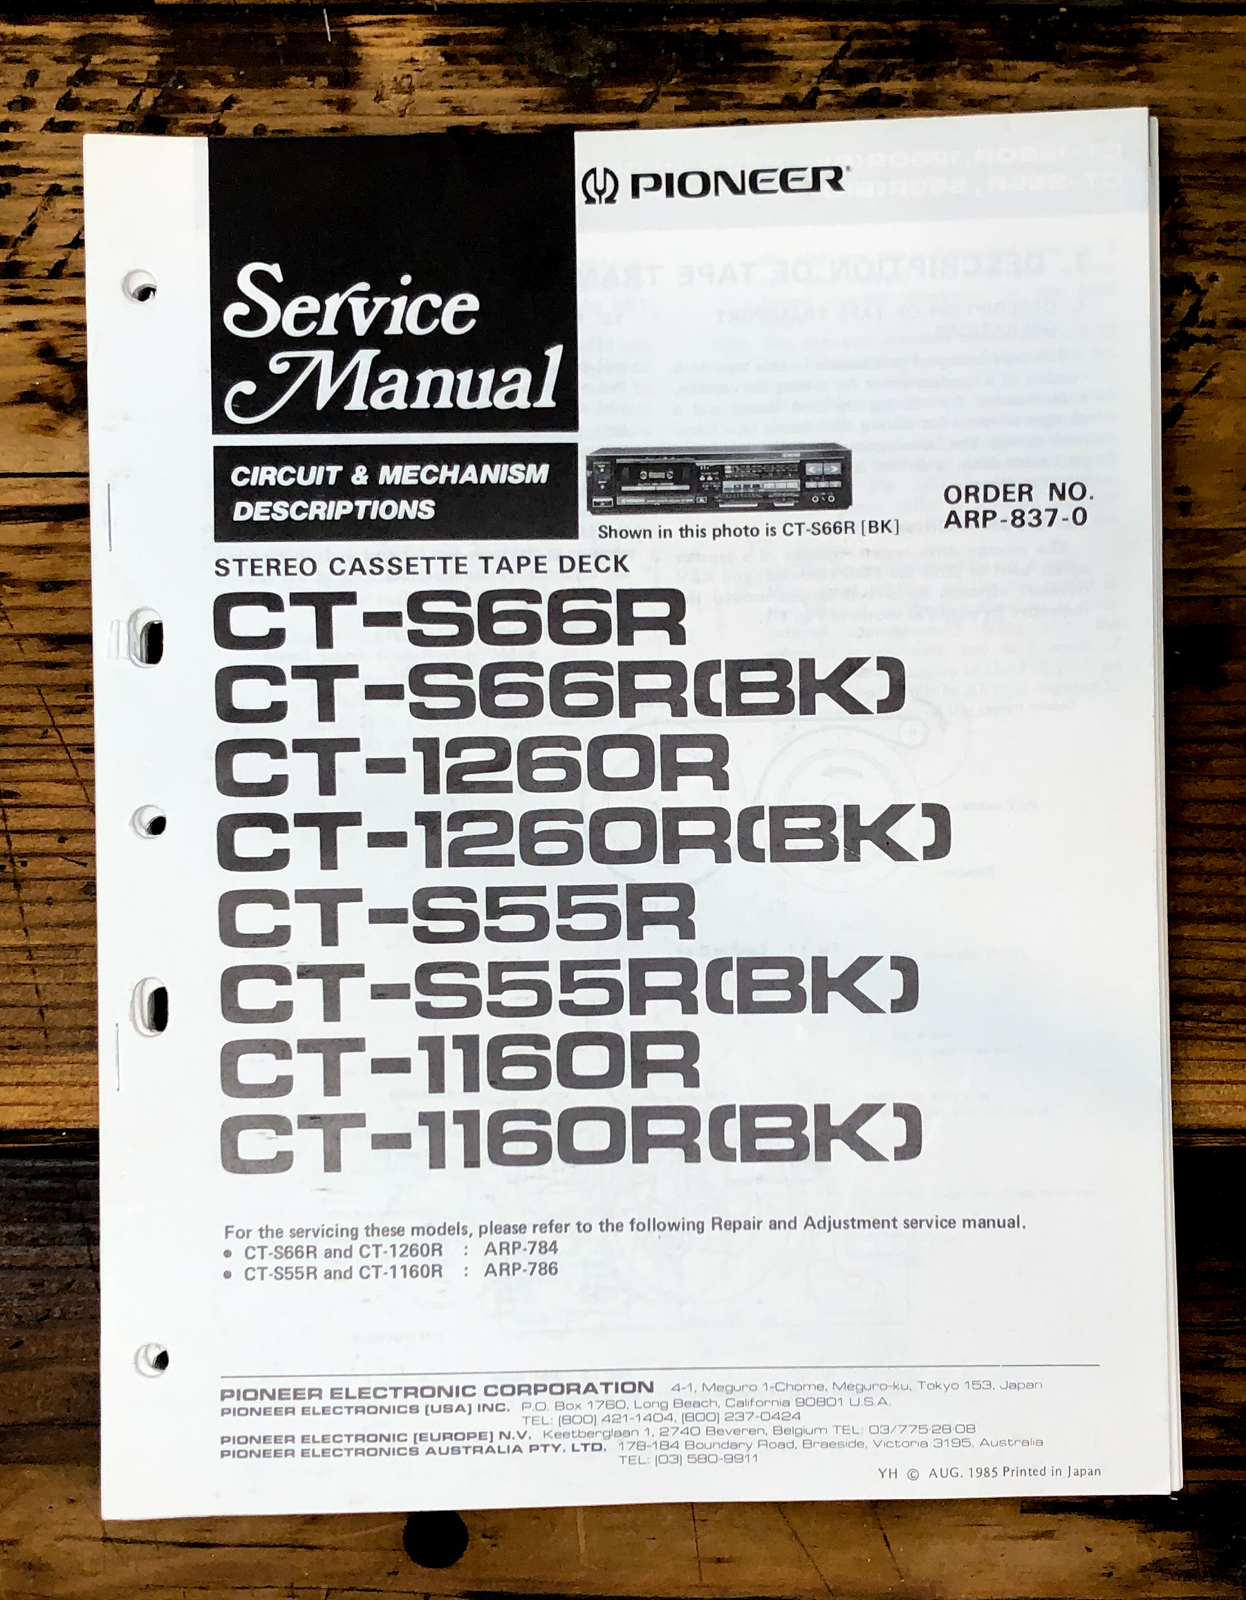 PIONEER
Service
Manual
CIRCUIT & MECHANISM
DESCRIPTIONS
Shown in this photo is CT-S66R [BK]
ORDER NO.
ARP-837-0
STEREO CASSETTE TAPE DECK
CT-S66R
CT-S66R(BK)
CT-1260R
CT-1260R(BK)
CT-S55R
CT-S55R(BK)
CT-1160R
CT-1160R(BK)
For the servicing these models, please refer to the following Repair and Adjustment service manual.
● CT-S66R and CT-1260R : ARP-784
● CT-S55R and CT-1160R : ARP-786
PIONEER ELECTRONIC CORPORATION 4-1, Meguro 1-Chome, Meguro-ku, Tokyo 153, Japan
PIONEER ELECTRONICS [USA] INC. P.O. Box 1760, Long Beach, California 90801 U.S.A.
TEL: [800] 421-1404, [800] 237-0424
PIONEER ELECTRONIC [EUROPE] N.V. Keetberglaan 1, 2740 Beveren, Belgium TEL: 03/775·28·08
PIONEER ELECTRONICS AUSTRALIA PTY. LTD. 178-184 Boundary Road, Braeside, Victoria 3195, Australia
TEL: [03] 580-9911
YH © AUG. 1985 Printed in Japan